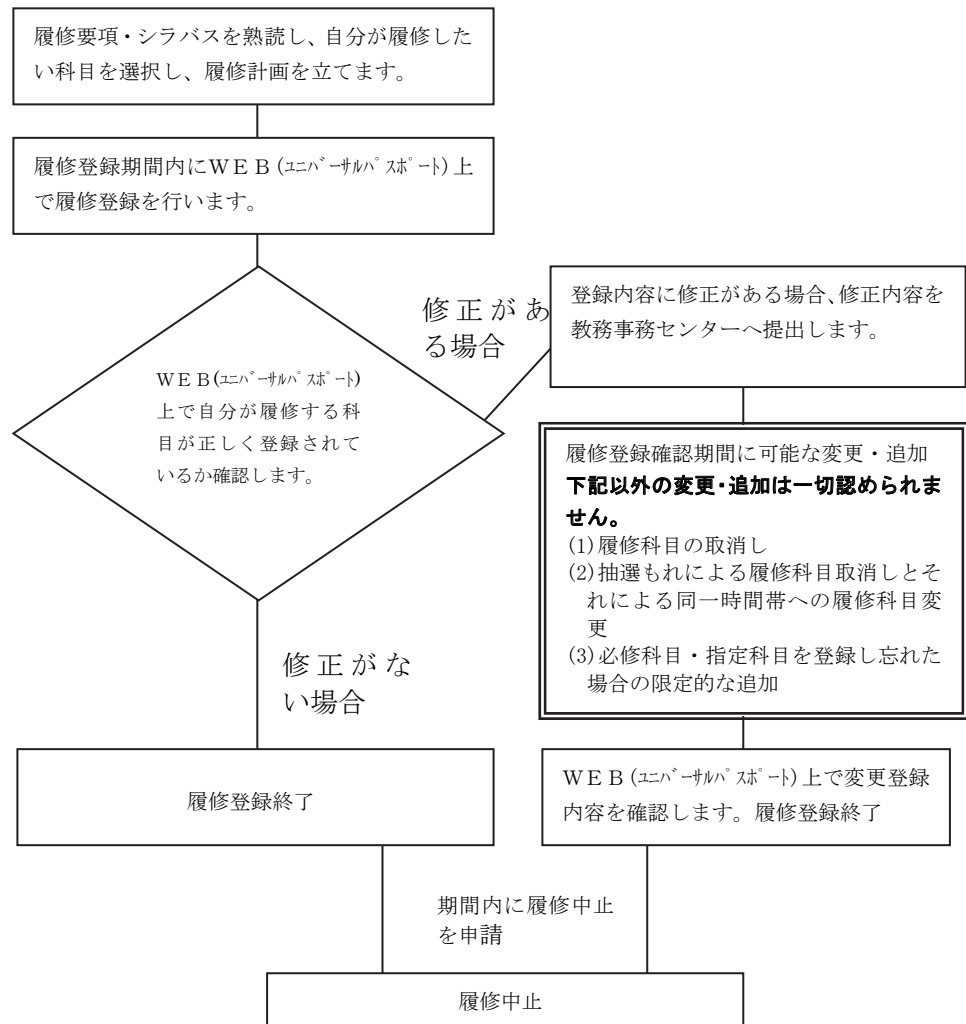 履修要項・シラバスを熟読し、自分が履修した
い科目を選択し、履修計画を立てます。
履修登録期間内にＷＥＢ(ﾕﾆﾊﾞｰｻﾙﾊﾟｽﾎﾟｰﾄ)上
で履修登録を行います。
修正があ
る場合
登録内容に修正がある場合、修正内容を
教務事務センターへ提出します。
ＷＥＢ(ﾕﾆﾊﾞｰｻﾙﾊﾟｽﾎﾟｰﾄ)
上で自分が履修する科
目が正しく登録されて
いるか確認します。
履修登録確認期間に可能な変更・追加
下記以外の変更・追加は一切認められま
せん。
(1)履修科目の取消し
(2)抽選もれによる履修科目取消しとそ
れによる同一時間帯への履修科目変
更
(3)必修科目・指定科目を登録し忘れた
場合の限定的な追加
修正がな
い場合
履修登録終了
ＷＥＢ(ﾕﾆﾊﾞｰｻﾙﾊﾟｽﾎﾟｰﾄ)上で変更登録
内容を確認します。履修登録終了
期間内に履修中止
を申請
履修中止